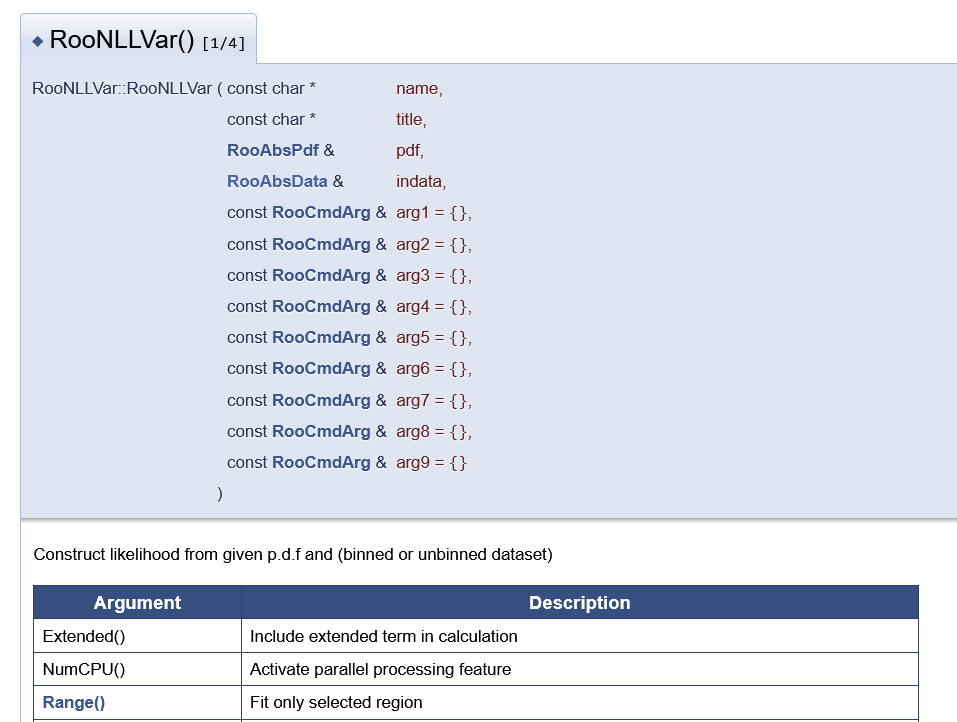 ◆ RooNLLVar() [1/4]
RooNLLVar::RooNLLVar ( const char * name,
const char * title,
RooAbsPdf & pdf,
RooAbsData & indata,
const RooCmdArg & arg1 = {},
const RooCmdArg & arg2 = {},
const RooCmdArg & arg3 = {},
const RooCmdArg & arg4 = {},
const RooCmdArg & arg5 = {},
const RooCmdArg & arg6 = {},
const RooCmdArg & arg7 = {},
const RooCmdArg & arg8 = {},
const RooCmdArg & arg9 = {}
)
Construct likelihood from given p.d.f and (binned or unbinned dataset)
Argument Description
Extended() Include extended term in calculation
NumCPU() Activate parallel processing feature
Range() Fit only selected region